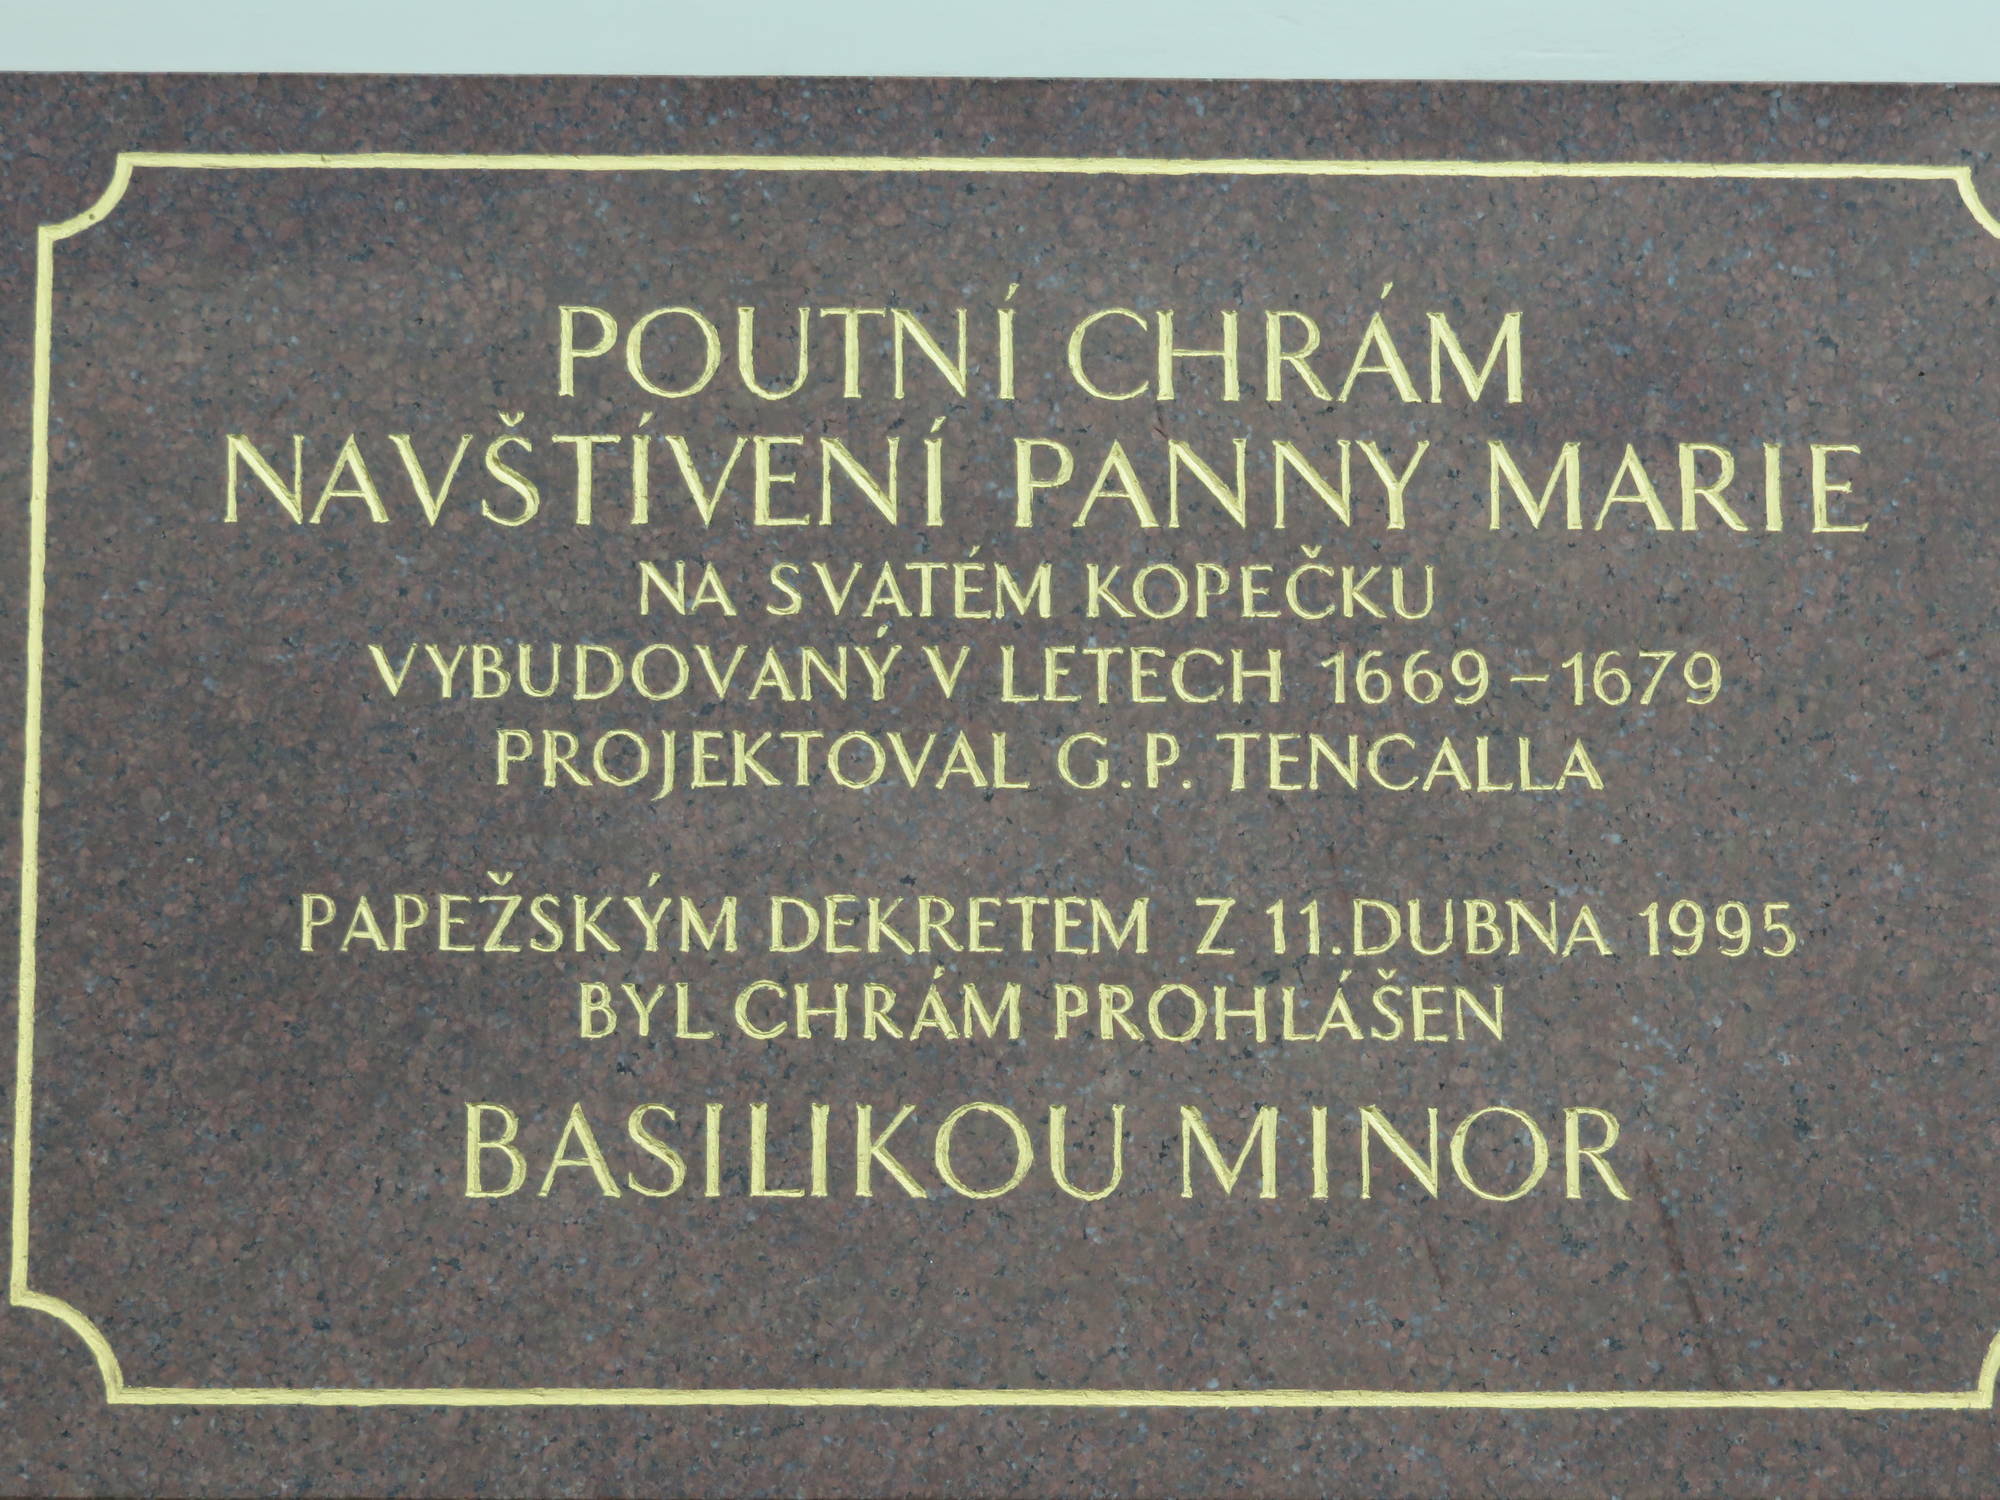 POUTNÍ CHRÁM
NAVŠTÍVENÍ PANNY MARIE
NA SVATÉM KOPEČKU
VYBUDOVANÝ V LETECH 1669-1679
PROJEKTOVAL G.P. TENCALLA
PAPEŽSKÝM DEKRETEM Z 11.DUBNA 1995
BYL CHRÁM PROHLÁŠEN
BASILIKOU MINOR